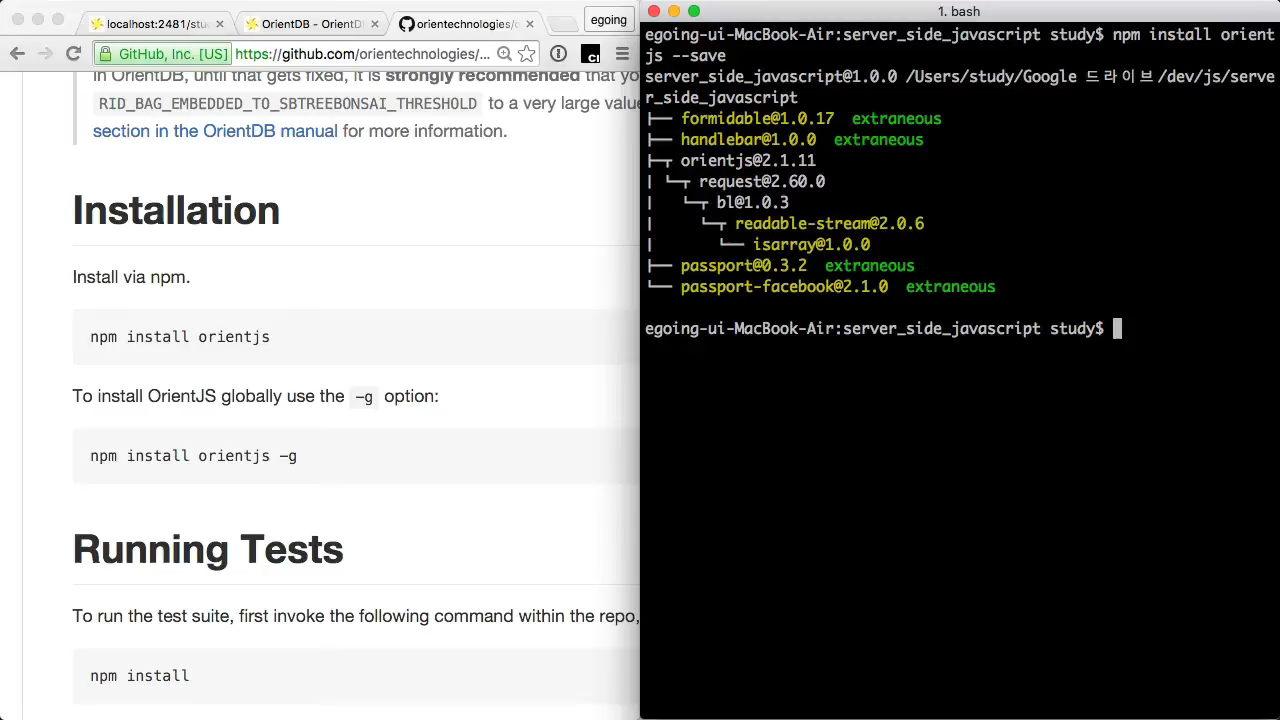 localhost:2481/stu
OrientDB - OrientD
orientechnologies/
egoing
GitHub, Inc. [US]
https://github.com/orientechnologies/...
in OrientDB, until that gets fixed, it is strongly recommended that yo
RID_BAG_EMBEDDED_TO_SBTREEBONSAI_THRESHOLD to a very large value
section in the OrientDB manual for more information.
Installation
Install via npm.
npm install orientjs
To install OrientJS globally use the -g option:
npm install orientjs -g
Running Tests
To run the test suite, first invoke the following command within the repo,
npm install
1. bash
egoing-ui-MacBook-Air:server_side_javascript study$ npm install orient
js --save
server_side_javascript@1.0.0 /Users/study/Google 드라이브/dev/js/serve
r_side_javascript
├── formidable@1.0.17  extraneous
├── handlebar@1.0.0  extraneous
├─┬ orientjs@2.1.11
│ └─┬ request@2.60.0
│   └─┬ bl@1.0.3
│     └─┬ readable-stream@2.0.6
│       └── isarray@1.0.0
├── passport@0.3.2  extraneous
└── passport-facebook@2.1.0  extraneous
egoing-ui-MacBook-Air:server_side_javascript study$